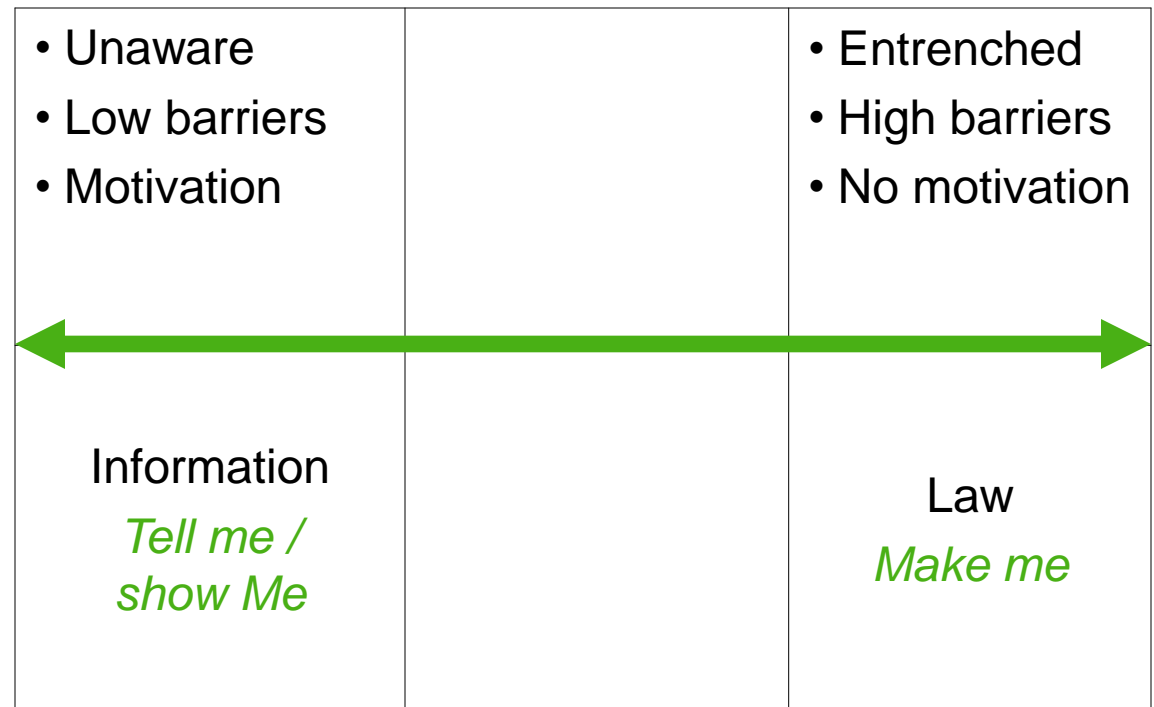 • Unaware
• Low barriers
• Motivation
• Entrenched
• High barriers
• No motivation
Information
Tell me /
show Me
Law
Make me